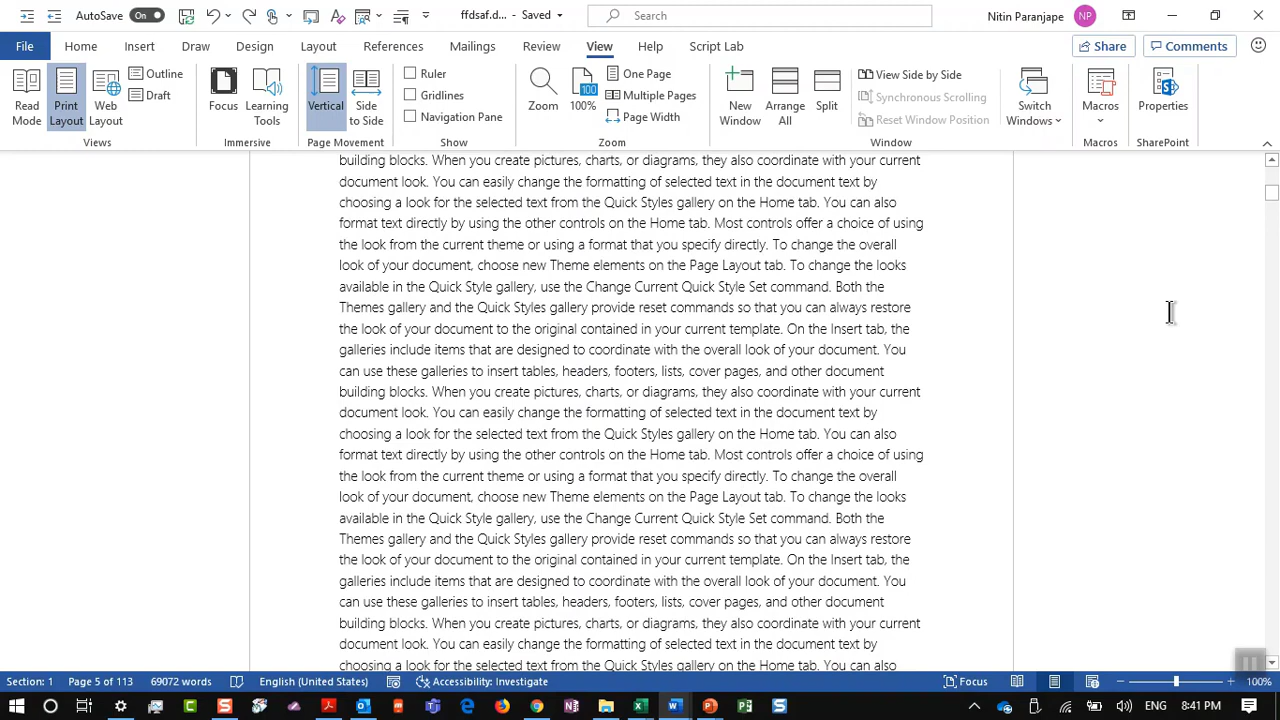 AutoSave On ffdsaf.d... - Saved Search Nitin Paranjape NP
File Home Insert Draw Design Layout References Mailings Review View Help Script Lab Share Comments
Read Mode
Print Layout
Web Layout
Outline
Draft
Views
Focus
Learning Tools
Immersive
Vertical
Side to Side
Page Movement
Ruler
Gridlines
Navigation Pane
Show
Zoom
100
100%
One Page
Multiple Pages
Page Width
Zoom
New Window
Arrange All
Split
View Side by Side
Synchronous Scrolling
Reset Window Position
Switch Windows
Window
Macros
Macros
Properties
SharePoint
building blocks. When you create pictures, charts, or diagrams, they also coordinate with your current
document look. You can easily change the formatting of selected text in the document text by
choosing a look for the selected text from the Quick Styles gallery on the Home tab. You can also
format text directly by using the other controls on the Home tab. Most controls offer a choice of using
the look from the current theme or using a format that you specify directly. To change the overall
look of your document, choose new Theme elements on the Page Layout tab. To change the looks
available in the Quick Style gallery, use the Change Current Quick Style Set command. Both the
Themes gallery and the Quick Styles gallery provide reset commands so that you can always restore
the look of your document to the original contained in your current template. On the Insert tab, the
galleries include items that are designed to coordinate with the overall look of your document. You
can use these galleries to insert tables, headers, footers, lists, cover pages, and other document
building blocks. When you create pictures, charts, or diagrams, they also coordinate with your current
document look. You can easily change the formatting of selected text in the document text by
choosing a look for the selected text from the Quick Styles gallery on the Home tab. You can also
format text directly by using the other controls on the Home tab. Most controls offer a choice of using
the look from the current theme or using a format that you specify directly. To change the overall
look of your document, choose new Theme elements on the Page Layout tab. To change the looks
available in the Quick Style gallery, use the Change Current Quick Style Set command. Both the
Themes gallery and the Quick Styles gallery provide reset commands so that you can always restore
the look of your document to the original contained in your current template. On the Insert tab, the
galleries include items that are designed to coordinate with the overall look of your document. You
can use these galleries to insert tables, headers, footers, lists, cover pages, and other document
building blocks. When you create pictures, charts, or diagrams, they also coordinate with your current
document look. You can easily change the formatting of selected text in the document text by
choosing a look for the selected text from the Quick Styles gallery on the Home tab. You can also
Section: 1 Page 5 of 113 69072 words English (United States) Accessibility: Investigate Focus 100%
ENG 8:41 PM